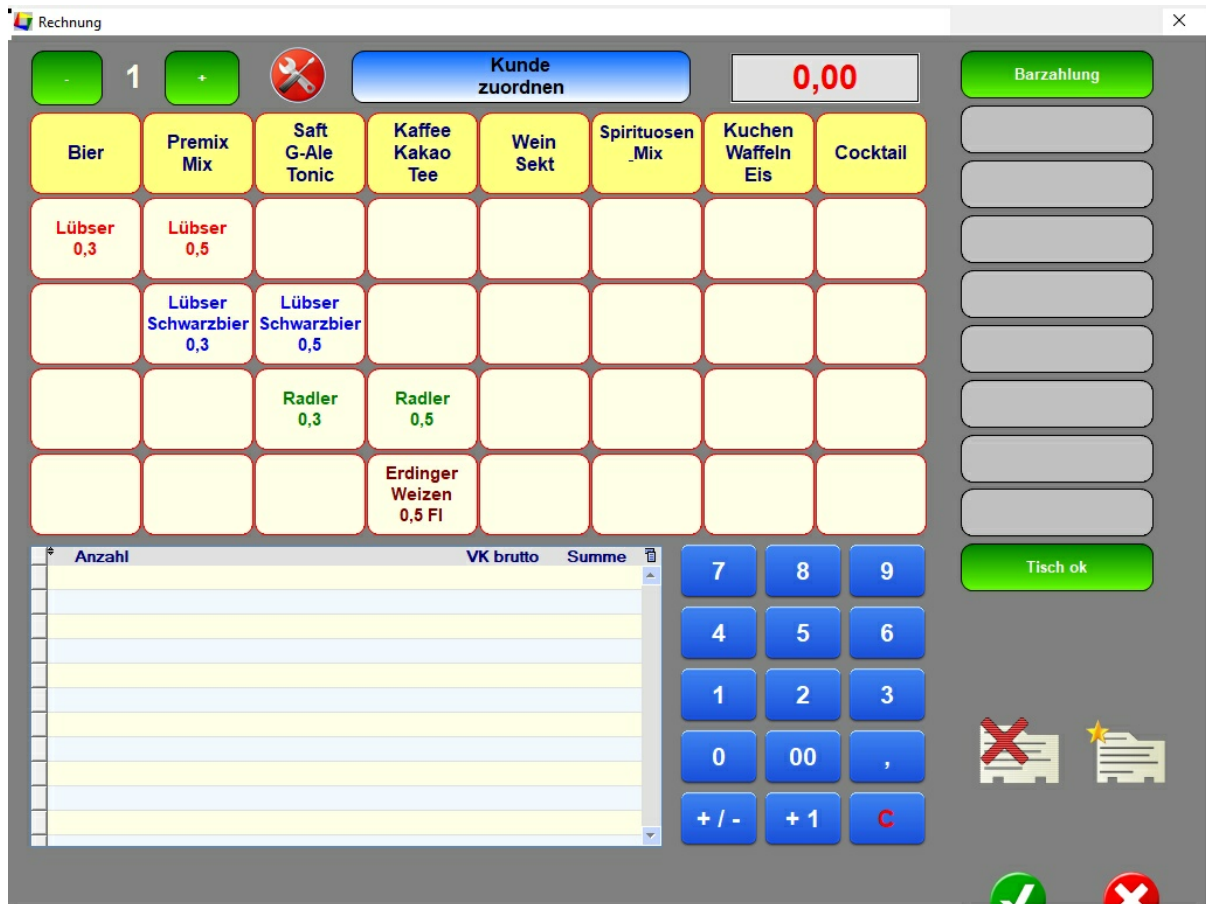 Rechnung
-
1
+
Kunde
zuordnen
0,00
Barzahlung
Bier
Premix
Mix
Saft
G-Ale
Tonic
Kaffee
Kakao
Tee
Wein
Sekt
Spirituosen
_Mix
Kuchen
Waffeln
Eis
Cocktail
Lübser
0,3
Lübser
0,5
Lübser
Schwarzbier
0,3
Lübser
Schwarzbier
0,5
Radler
0,3
Radler
0,5
Erdinger
Weizen
0,5 Fl
Anzahl VK brutto Summe
7 8 9
Tisch ok
4 5 6
1 2 3
0 00 ,
+ / - + 1 C